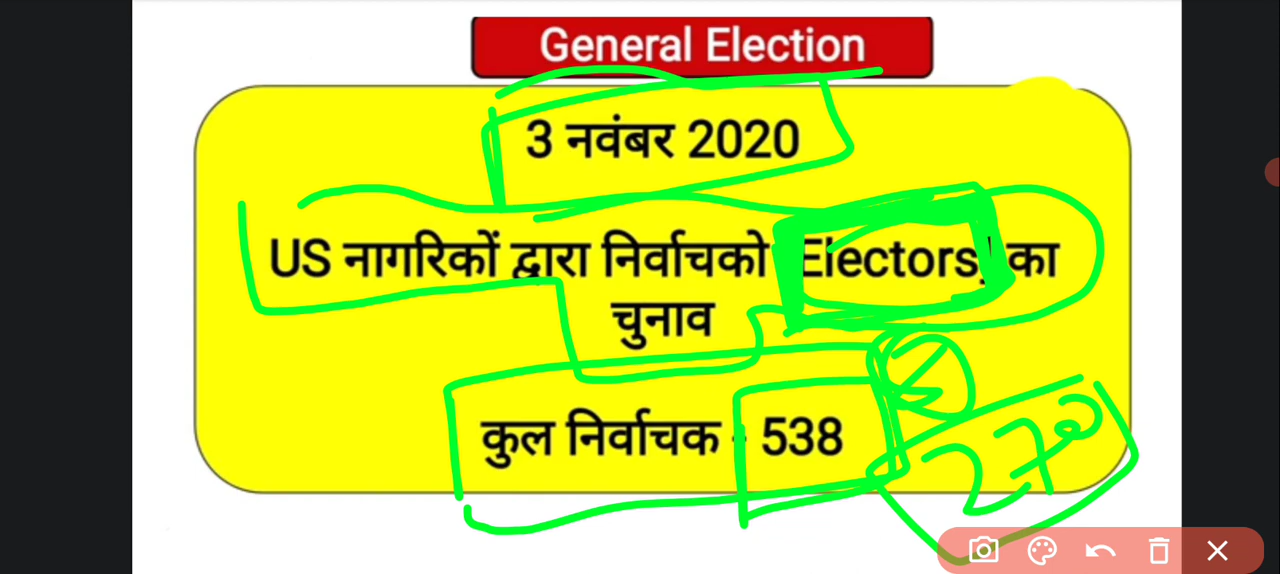 General Election
3 नवंबर 2020
US नागरिकों द्वारा निर्वाचको Electors) का
चुनाव
कुल निर्वाचक - 538
270